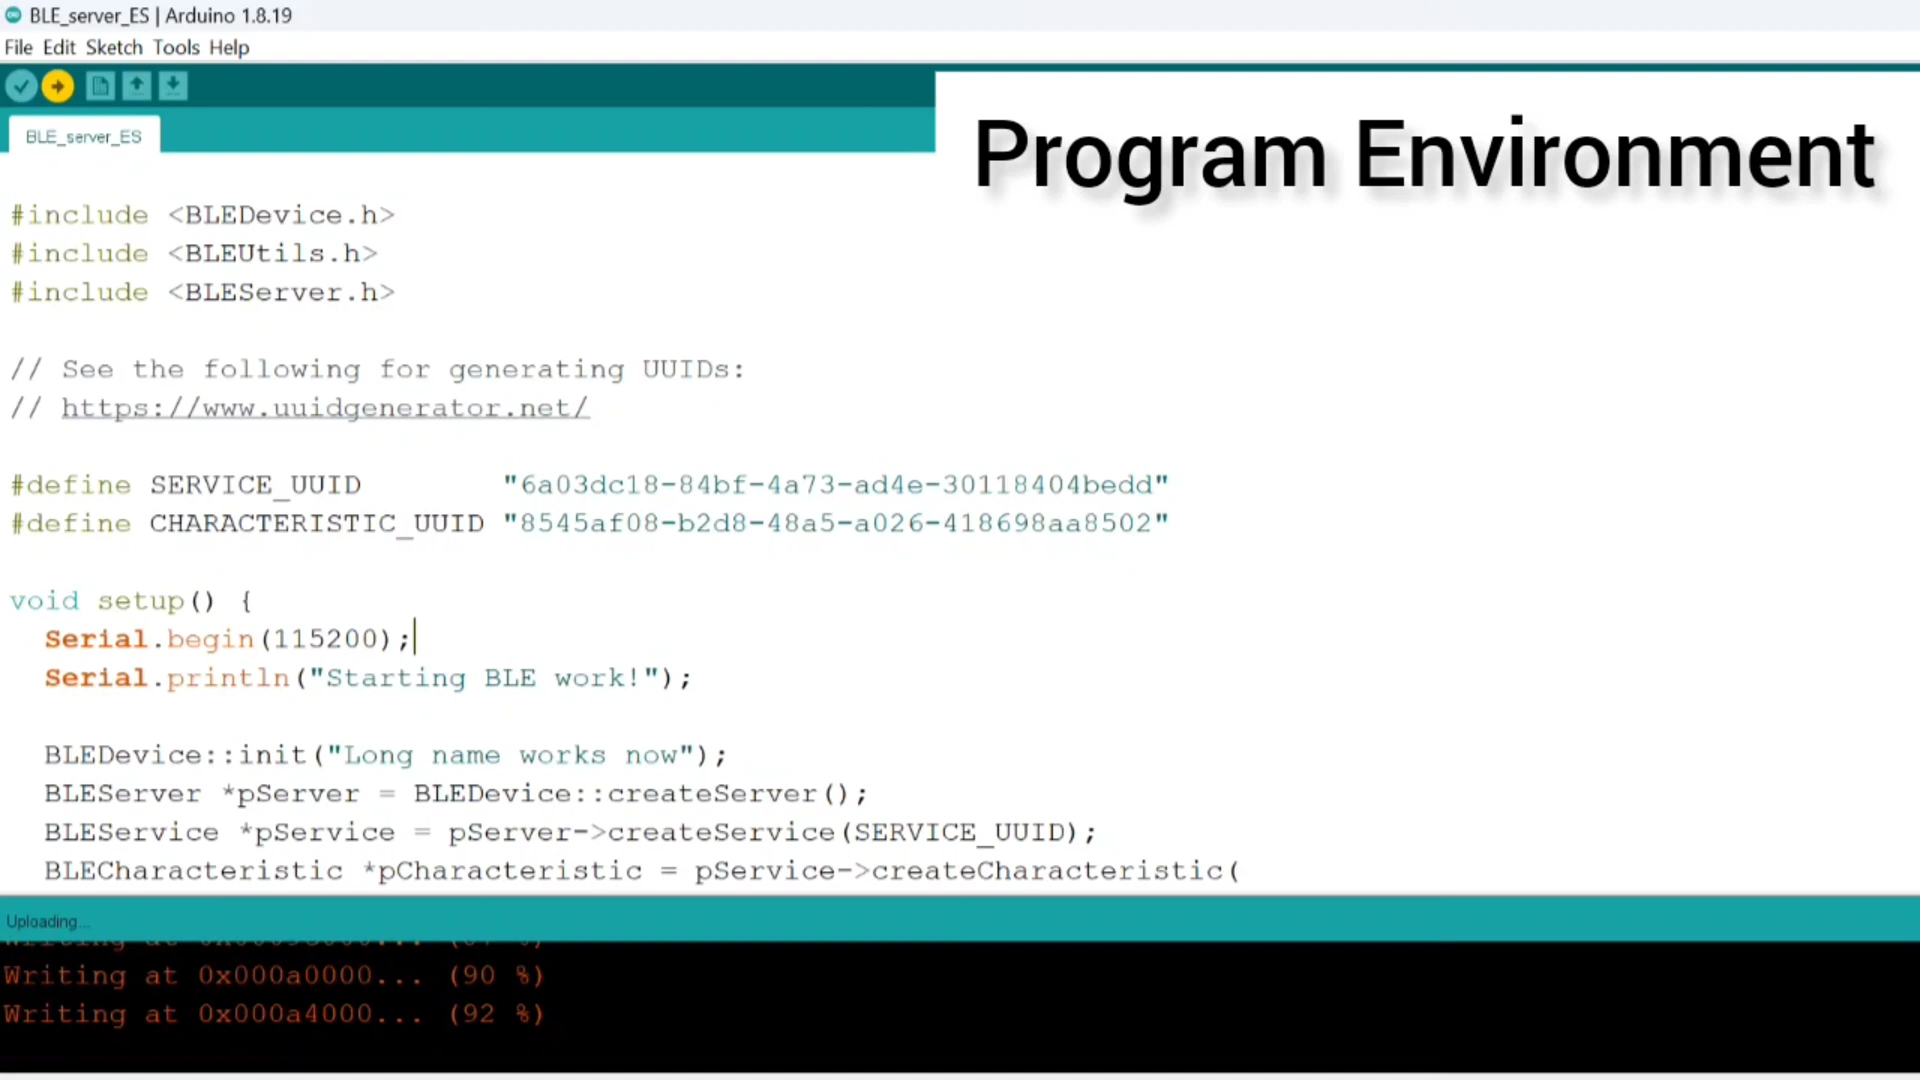 BLE_server_ES | Arduino 1.8.19
File Edit Sketch Tools Help
BLE_server_ES
Program Environment
#include <BLEDevice.h>
#include <BLEUtils.h>
#include <BLEServer.h>
// See the following for generating UUIDs:
// https://www.uuidgenerator.net/
#define SERVICE_UUID "6a03dc18-84bf-4a73-ad4e-30118404bedd"
#define CHARACTERISTIC_UUID "8545af08-b2d8-48a5-a026-418698aa8502"
void setup() {
Serial.begin(115200);
Serial.println("Starting BLE work!");
BLEDevice::init("Long name works now");
BLEServer *pServer = BLEDevice::createServer();
BLEService *pService = pServer->createService(SERVICE_UUID);
BLECharacteristic *pCharacteristic = pService->createCharacteristic(
Uploading...
Writing at 0x000a0000... (90 %)
Writing at 0x000a4000... (92 %)